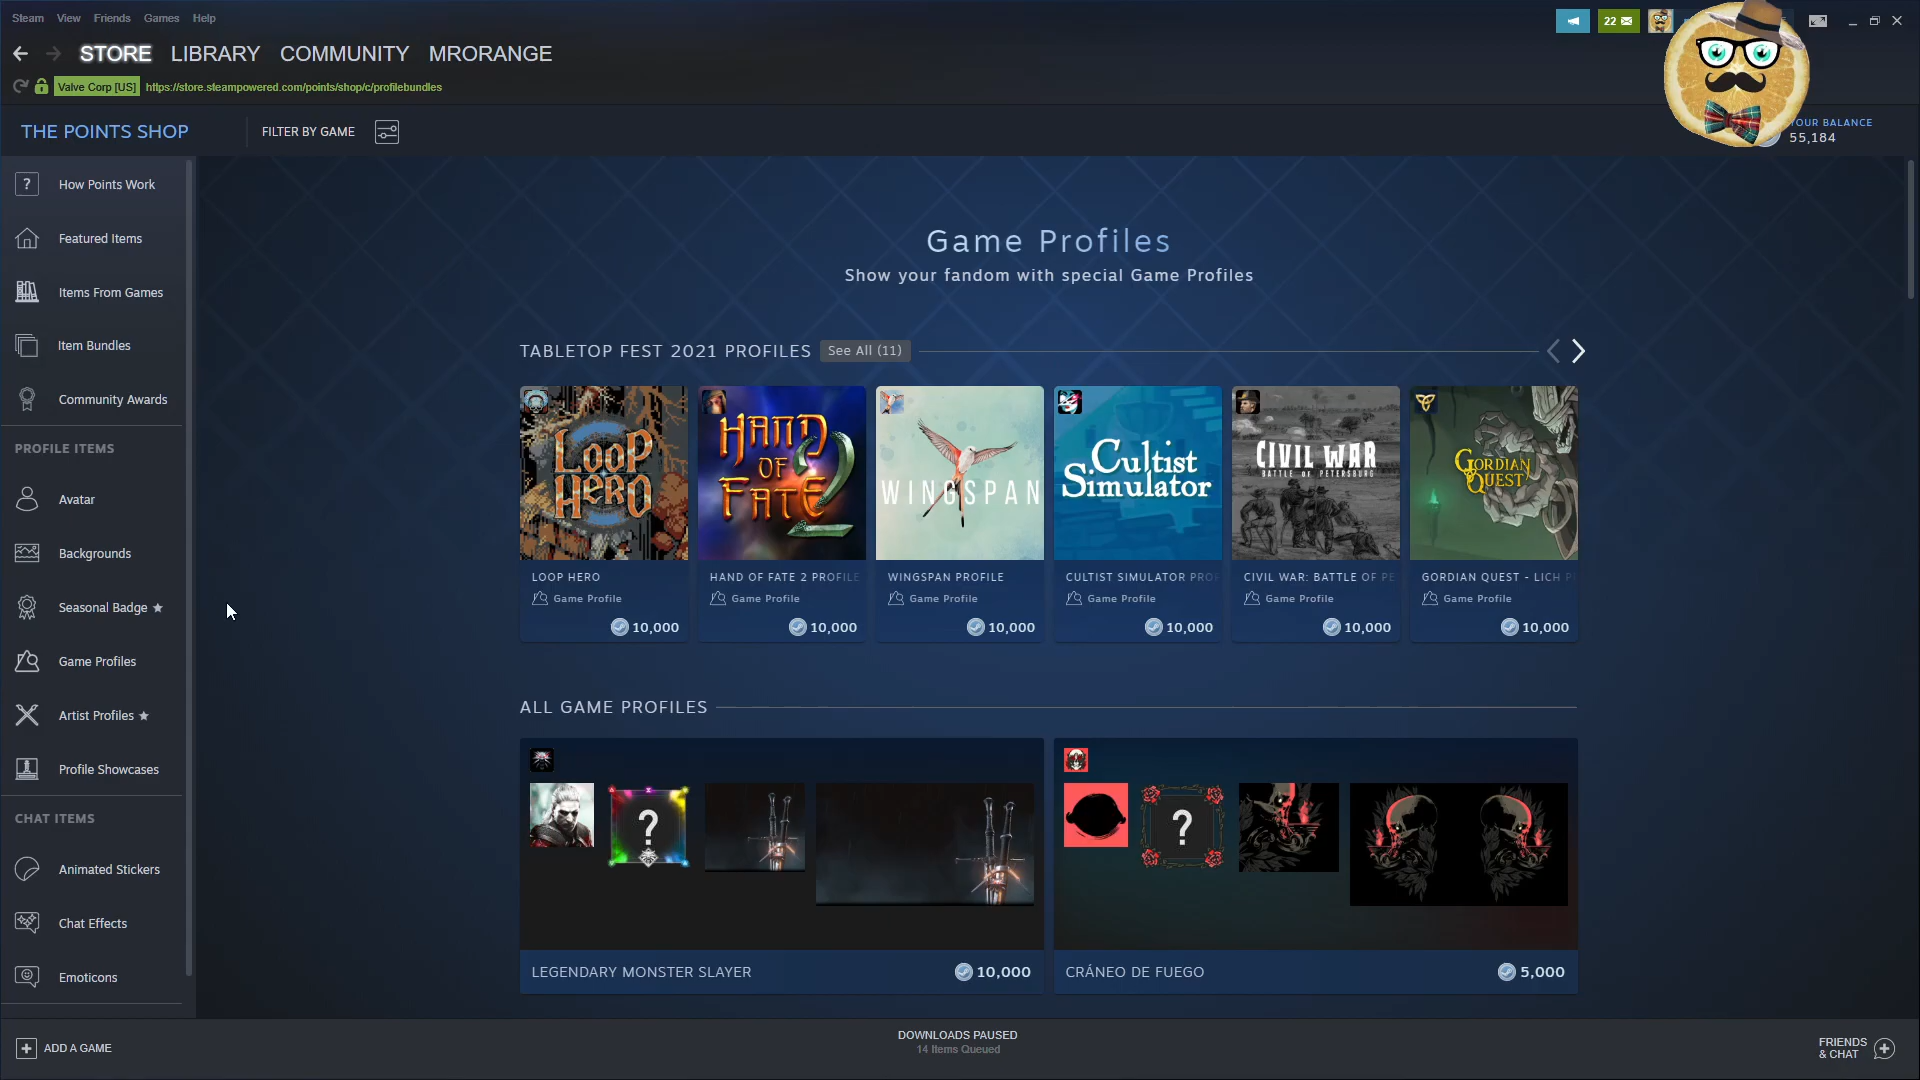 Steam View Friends Games Help
22
STORE LIBRARY COMMUNITY MRORANGE
Valve Corp [US] https://store.steampowered.com/points/shop/c/profilebundles
THE POINTS SHOP
FILTER BY GAME
YOUR BALANCE
55,184
How Points Work
Featured Items
Items From Games
Item Bundles
Community Awards
PROFILE ITEMS
Avatar
Backgrounds
Seasonal Badge ★
Game Profiles
Artist Profiles ★
Profile Showcases
CHAT ITEMS
Animated Stickers
Chat Effects
Emoticons
Game Profiles
Show your fandom with special Game Profiles
TABLETOP FEST 2021 PROFILES See All (11)
LOOP HERO
HAND OF FATE 2
WINGSPAN
Cultist Simulator
CIVIL WAR
BATTLE OF PETERSBURG
GORDIAN QUEST
LOOP HERO
Game Profile
10,000
HAND OF FATE 2 PROFILE
Game Profile
10,000
WINGSPAN PROFILE
Game Profile
10,000
CULTIST SIMULATOR PROF
Game Profile
10,000
CIVIL WAR: BATTLE OF PE
Game Profile
10,000
GORDIAN QUEST - LICH P
Game Profile
10,000
ALL GAME PROFILES
?
LEGENDARY MONSTER SLAYER 10,000
?
CRÁNEO DE FUEGO 5,000
ADD A GAME
DOWNLOADS PAUSED
14 Items Queued
FRIENDS
& CHAT